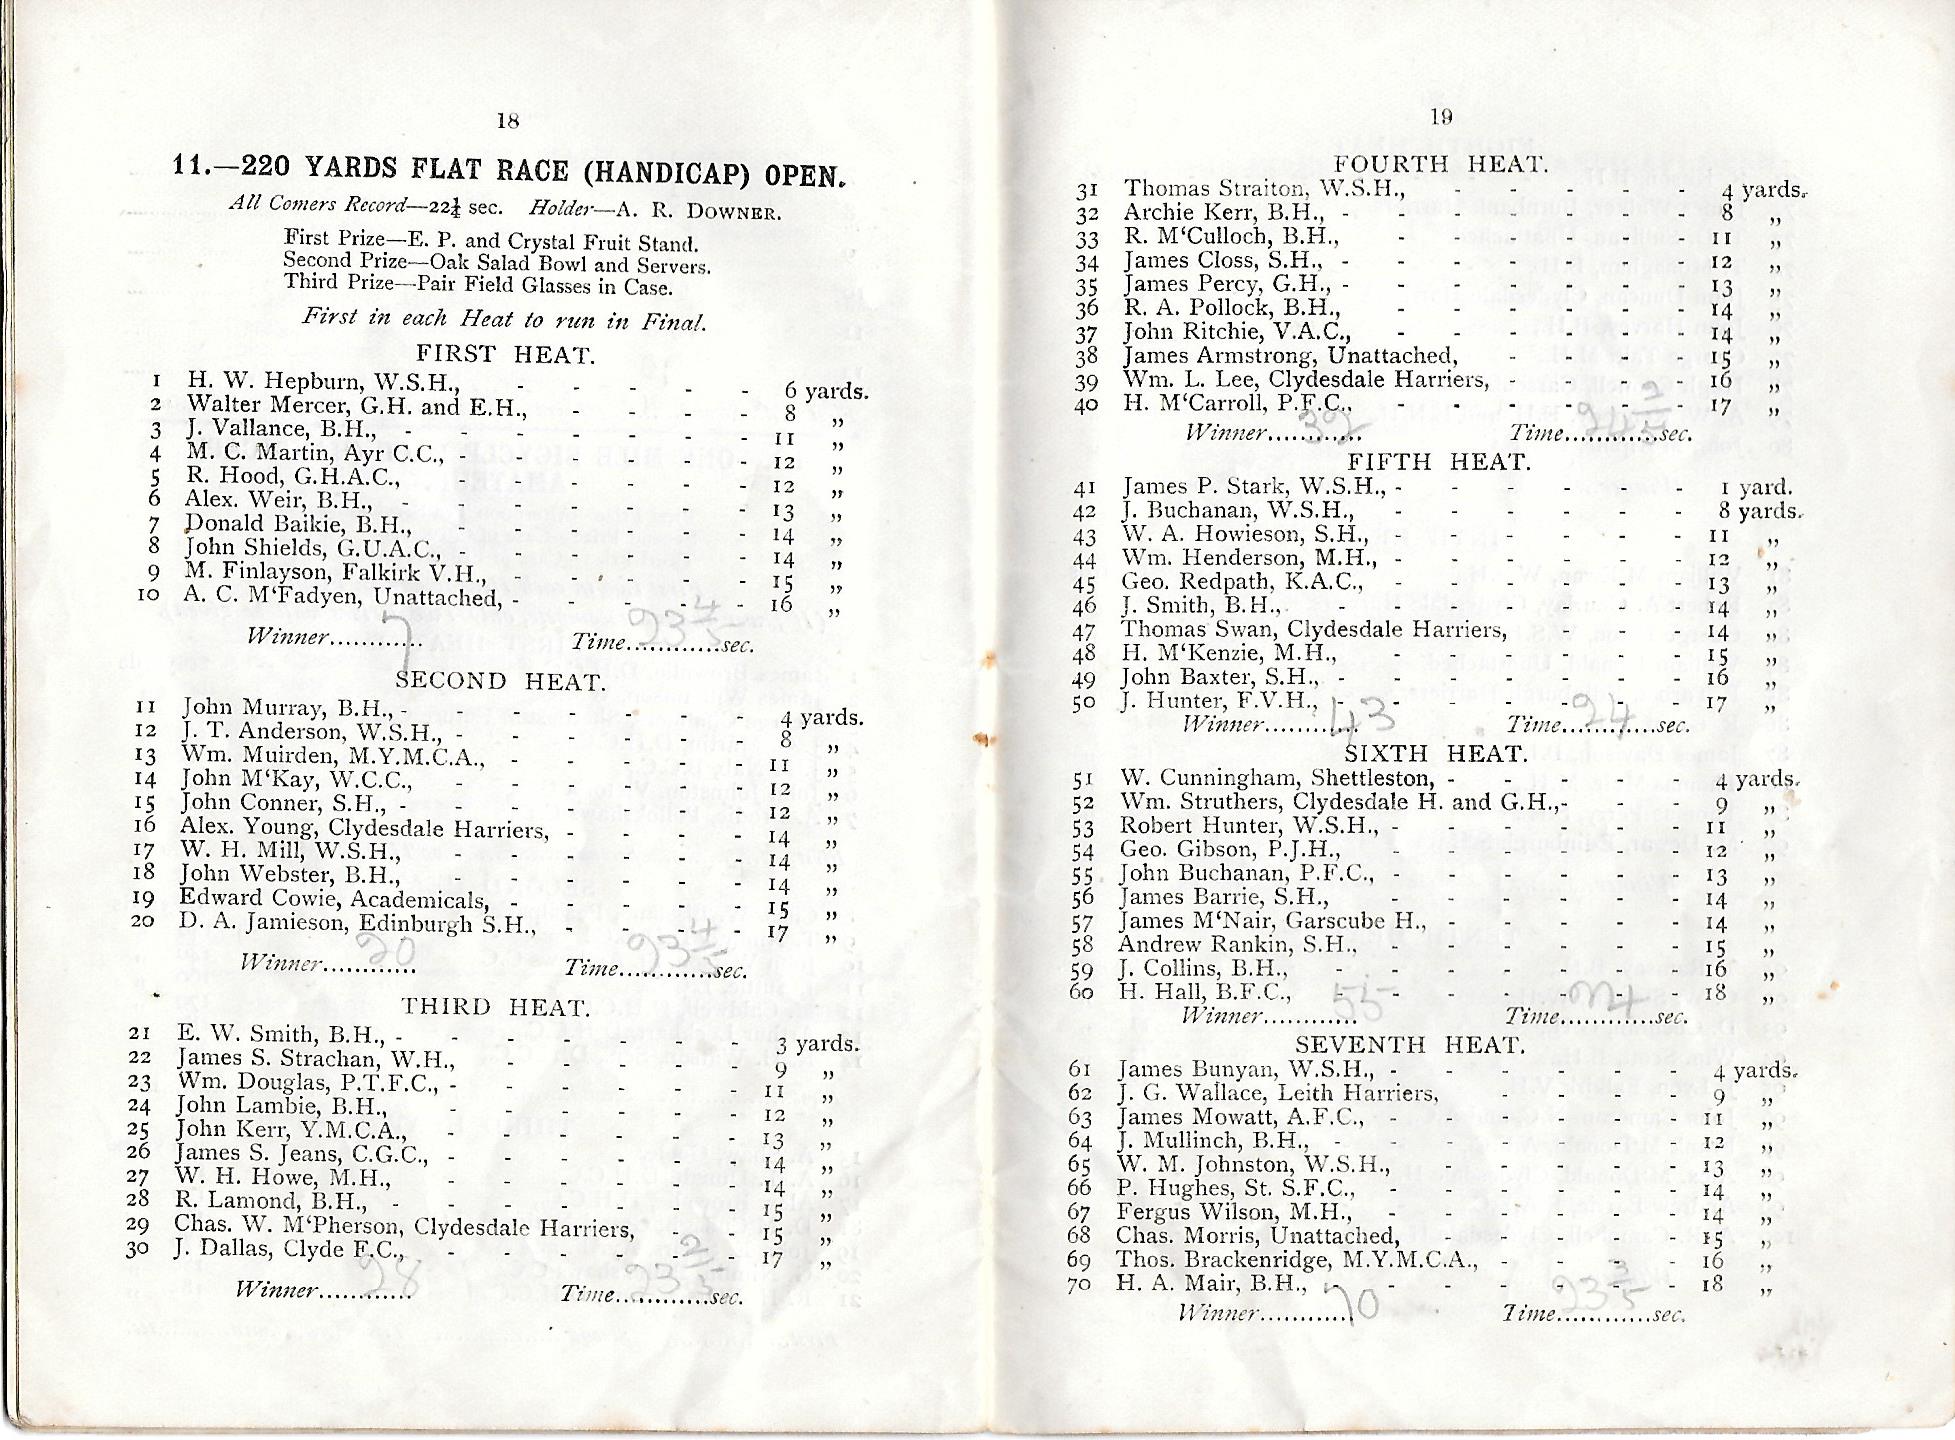 18
11.—220 YARDS FLAT RACE (HANDICAP) OPEN.
All Comers Record—22⅘ sec. Holder—A. R. DOWNER.
First Prize—E. P. and Crystal Fruit Stand.
Second Prize—Oak Salad Bowl and Servers.
Third Prize—Pair Field Glasses in Case.
First in each Heat to run in Final.
FIRST HEAT.
1 H. W. Hepburn, W.S.H., - - - - - 6 yards.
2 Walter Mercer, G.H. and E.H., - - - - 8 „
3 J. Vallance, B.H., - - - - - - - 11 „
4 M. C. Martin, Ayr C.C., - - - - - - 12 „
5 R. Hood, G.H.A.C., - - - - - - 12 „
6 Alex. Weir, B.H., - - - - - - - 13 „
7 Donald Baikie, B.H., - - - - - - 14 „
8 John Shields, G.U.A.C., - - - - - - 14 „
9 M. Finlayson, Falkirk V.H., - - - - - 15 „
10 A. C. M‘Fadyen, Unattached, - - - - - 16 „
Winner............ 7 Time............ 23 4/5 sec.
SECOND HEAT.
11 John Murray, B.H., - - - - - - - 4 yards.
12 J. T. Anderson, W.S.H., - - - - - - 8 „
13 Wm. Muirden, M.Y.M.C.A., - - - - - 11 „
14 John M‘Kay, W.C.C., - - - - - - 12 „
15 John Conner, S.H., - - - - - - - 12 „
16 Alex. Young, Clydesdale Harriers, - - - - 14 „
17 W. H. Mill, W.S.H., - - - - - - 14 „
18 John Webster, B.H., - - - - - - 14 „
19 Edward Cowie, Academicals, - - - - - 15 „
20 D. A. Jamieson, Edinburgh S.H., - - - - 17 „
Winner............ 20 Time............ 23 4/5 sec.
THIRD HEAT.
21 E. W. Smith, B.H., - - - - - - - 3 yards.
22 James S. Strachan, W.H., - - - - - 9 „
23 Wm. Douglas, P.T.F.C., - - - - - - 11 „
24 John Lambie, B.H., - - - - - - 12 „
25 John Kerr, Y.M.C.A., - - - - - - 13 „
26 James S. Jeans, C.G.C., - - - - - - 14 „
27 W. H. Howe, M.H., - - - - - - 14 „
28 R. Lamond, B.H., - - - - - - - 15 „
29 Chas. W. M‘Pherson, Clydesdale Harriers, - - 15 „
30 J. Dallas, Clyde F.C., - - - - - - 17 „
Winner............ 28 Time............ 23 2/5 sec.
19
FOURTH HEAT.
31 Thomas Straiton, W.S.H., - - - - - 4 yards.
32 Archie Kerr, B.H., - - - - - - - 8 „
33 R. M‘Culloch, B.H., - - - - - - 11 „
34 James Closs, S.H., - - - - - - - 12 „
35 James Percy, G.H., - - - - - - - 13 „
36 R. A. Pollock, B.H., - - - - - - 14 „
37 John Ritchie, V.A.C., - - - - - - 14 „
38 James Armstrong, Unattached, - - - - 15 „
39 Wm. L. Lee, Clydesdale Harriers, - - - - 16 „
40 H. M‘Carroll, P.F.C., - - - - - - 17 „
Winner............ 39 Time............ 24 2/5 sec.
FIFTH HEAT.
41 James P. Stark, W.S.H., - - - - - - 1 yard.
42 J. Buchanan, W.S.H., - - - - - - 8 yards.
43 W. A. Howieson, S.H., - - - - - - 11 „
44 Wm. Henderson, M.H., - - - - - - 12 „
45 Geo. Redpath, K.A.C., - - - - - - 13 „
46 J. Smith, B.H., - - - - - - - 14 „
47 Thomas Swan, Clydesdale Harriers, - - - 14 „
48 H. M‘Kenzie, M.H., - - - - - - 15 „
49 John Baxter, S.H., - - - - - - - 16 „
50 J. Hunter, F.V.H., - - - - - - - 17 „
Winner............ 43 Time............ 24 sec.
SIXTH HEAT.
51 W. Cunningham, Shettleston, - - - - - 4 yards.
52 Wm. Struthers, Clydesdale H. and G.H., - - - 9 „
53 Robert Hunter, W.S.H., - - - - - - 11 „
54 Geo. Gibson, P.J.H., - - - - - - 12 „
55 John Buchanan, P.F.C., - - - - - - 13 „
56 James Barrie, S.H., - - - - - - 14 „
57 James M‘Nair, Garscube H., - - - - - 14 „
58 Andrew Rankin, S.H., - - - - - - 15 „
59 J. Collins, B.H., - - - - - - - 16 „
60 H. Hall, B.F.C., - - - - - - - 18 „
Winner............ 55 Time............ 24 sec.
SEVENTH HEAT.
61 James Bunyan, W.S.H., - - - - - - 4 yards.
62 J. G. Wallace, Leith Harriers, - - - - 9 „
63 James Mowatt, A.F.C., - - - - - - 11 „
64 J. Mullinch, B.H., - - - - - - - 12 „
65 W. M. Johnston, W.S.H., - - - - - 13 „
66 P. Hughes, St. S.F.C., - - - - - - 14 „
67 Fergus Wilson, M.H., - - - - - - 14 „
68 Chas. Morris, Unattached, - - - - - 15 „
69 Thos. Brackenridge, M.Y.M.C.A., - - - - 16 „
70 H. A. Mair, B.H., - - - - - - - 18 „
Winner............ 70 Time............ 23 3/5 sec.